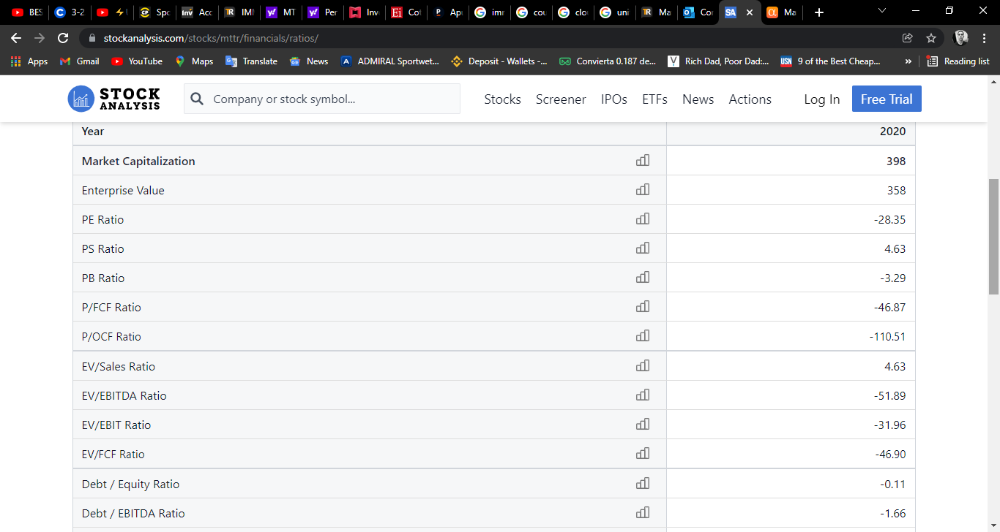 BES 3-2 Spc Inv Acc IMI MT Per Inv Cot Ap imr cou clo uni Ma Cor SA Ma
stockanalysis.com/stocks/mttr/financials/ratios/
Apps Gmail YouTube Maps Translate News ADMIRAL Sportwet... Deposit - Wallets -... Convierta 0.187 de... Rich Dad, Poor Dad:... 9 of the Best Cheap... » Reading list
STOCK
ANALYSIS
Company or stock symbol... Stocks Screener IPOs ETFs News Actions Log In Free Trial
Year 2020
Market Capitalization 398
Enterprise Value 358
PE Ratio -28.35
PS Ratio 4.63
PB Ratio -3.29
P/FCF Ratio -46.87
P/OCF Ratio -110.51
EV/Sales Ratio 4.63
EV/EBITDA Ratio -51.89
EV/EBIT Ratio -31.96
EV/FCF Ratio -46.90
Debt / Equity Ratio -0.11
Debt / EBITDA Ratio -1.66